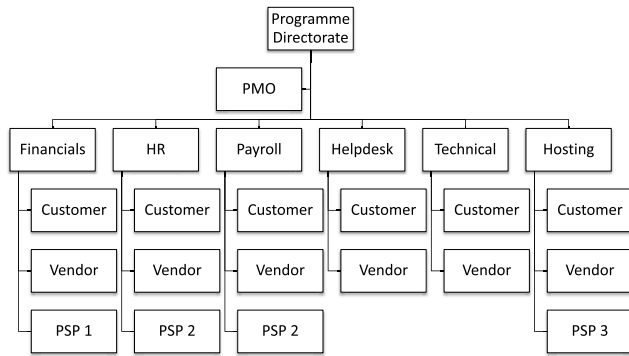 Programme
Directorate
PMO
Financials
HR
Payroll
Helpdesk
Technical
Hosting
Customer
Customer
Customer
Customer
Customer
Customer
Vendor
Vendor
Vendor
Vendor
Vendor
Vendor
PSP 1
PSP 2
PSP 2
PSP 3